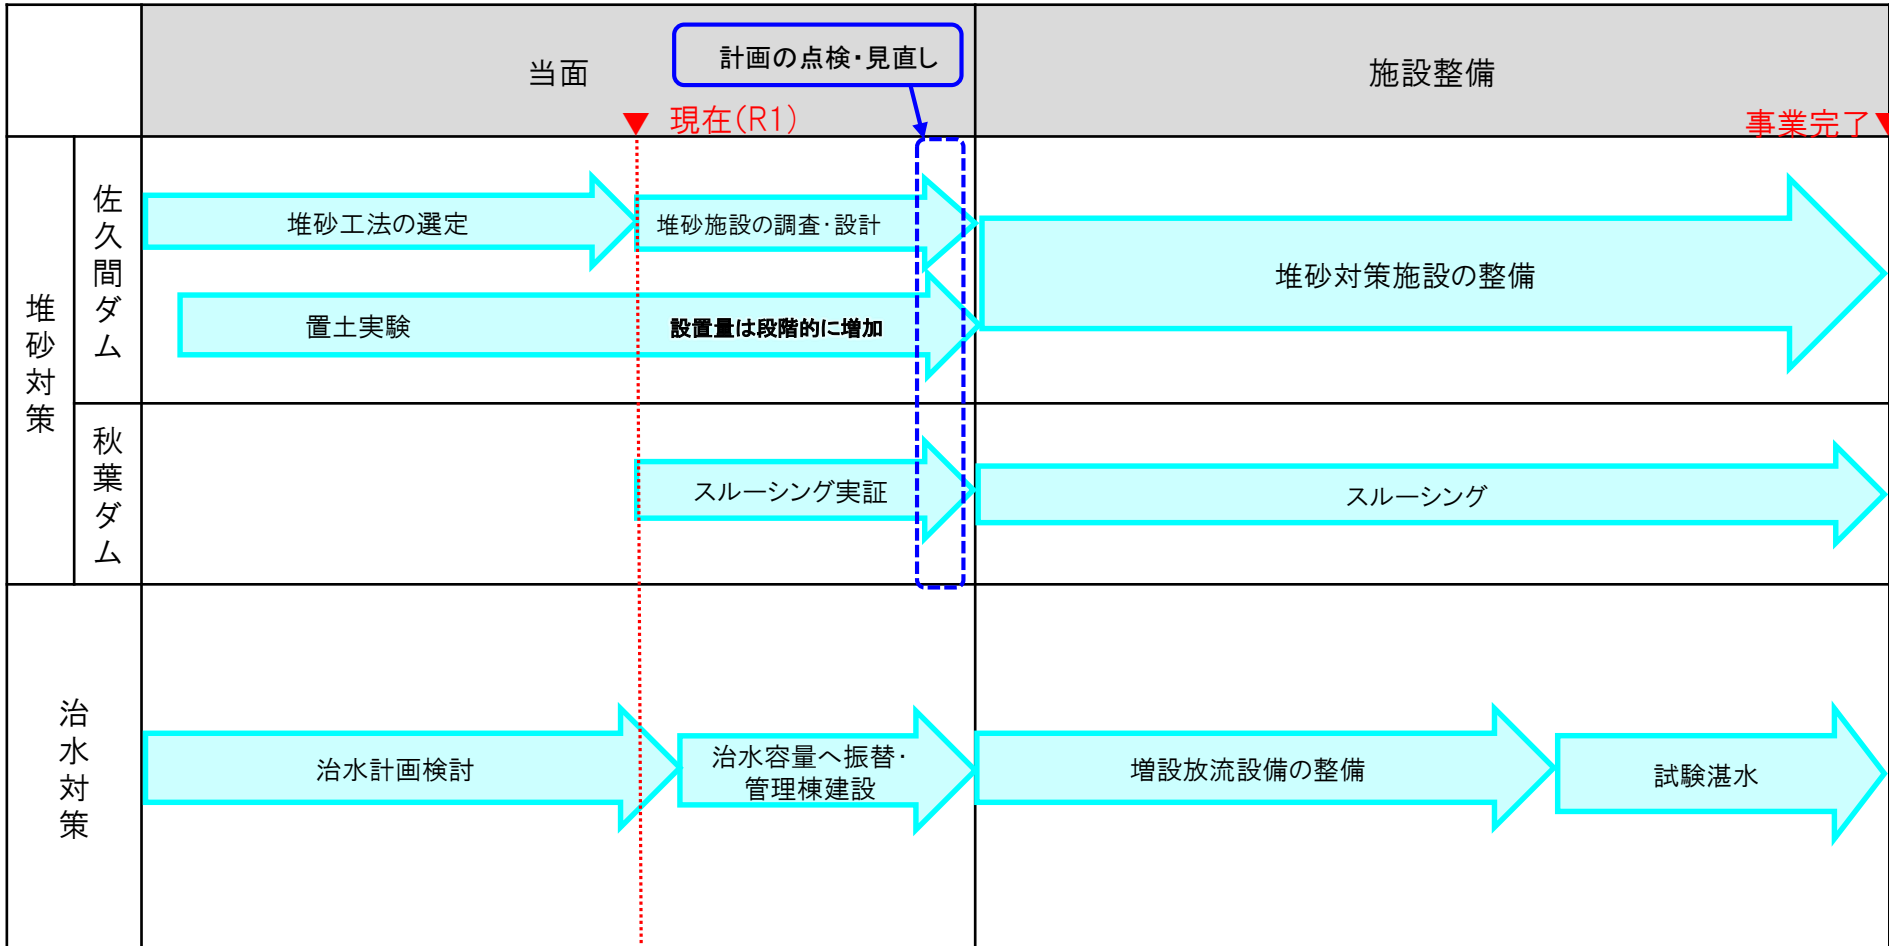 当面
計画の点検・見直し
施設整備
現在(R1)
事業完了
堆砂対策
佐久間ダム
堆砂工法の選定
堆砂施設の調査・設計
堆砂対策施設の整備
置土実験
設置量は段階的に増加
秋葉ダム
スルーシング実証
スルーシング
治水対策
治水計画検討
治水容量へ振替・
管理棟建設
増設放流設備の整備
試験湛水